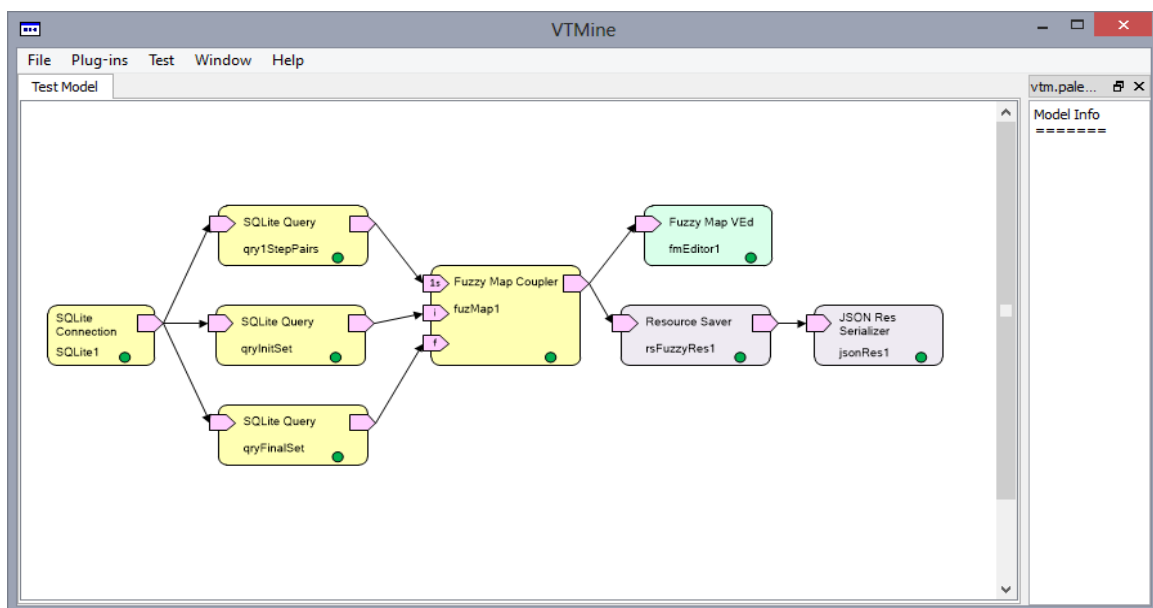 VTMine
File Plug-ins Test Window Help
Test Model
vtm.pale...
Model Info
=======
SQLite Query
qry1StepPairs
Fuzzy Map VEd
fmEditor1
1s
Fuzzy Map Coupler
i
fuzMap1
f
SQLite
Connection
SQLite1
SQLite Query
qryInitSet
Resource Saver
rsFuzzyRes1
JSON Res
Serializer
jsonRes1
SQLite Query
qryFinalSet